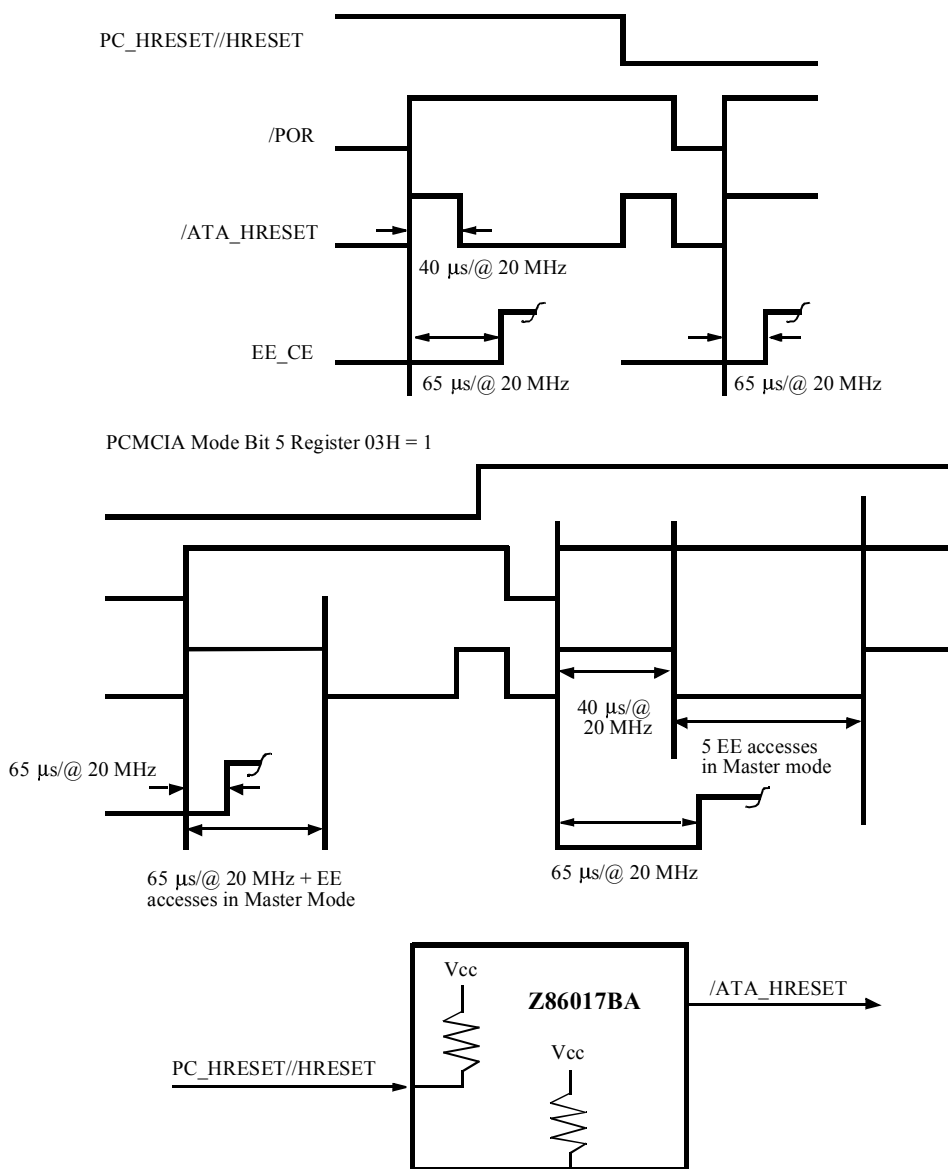 PC_HRESET//HRESET
/POR
/ATA_HRESET
40 µs/@ 20 MHz
EE_CE
65 µs/@ 20 MHz
65 µs/@ 20 MHz
PCMCIA Mode Bit 5 Register 03H = 1
40 µs/@
20 MHz
5 EE accesses
in Master mode
65 µs/@ 20 MHz
65 µs/@ 20 MHz
65 µs/@ 20 MHz + EE
accesses in Master Mode
Vcc
Z86017BA
/ATA_HRESET
Vcc
PC_HRESET//HRESET